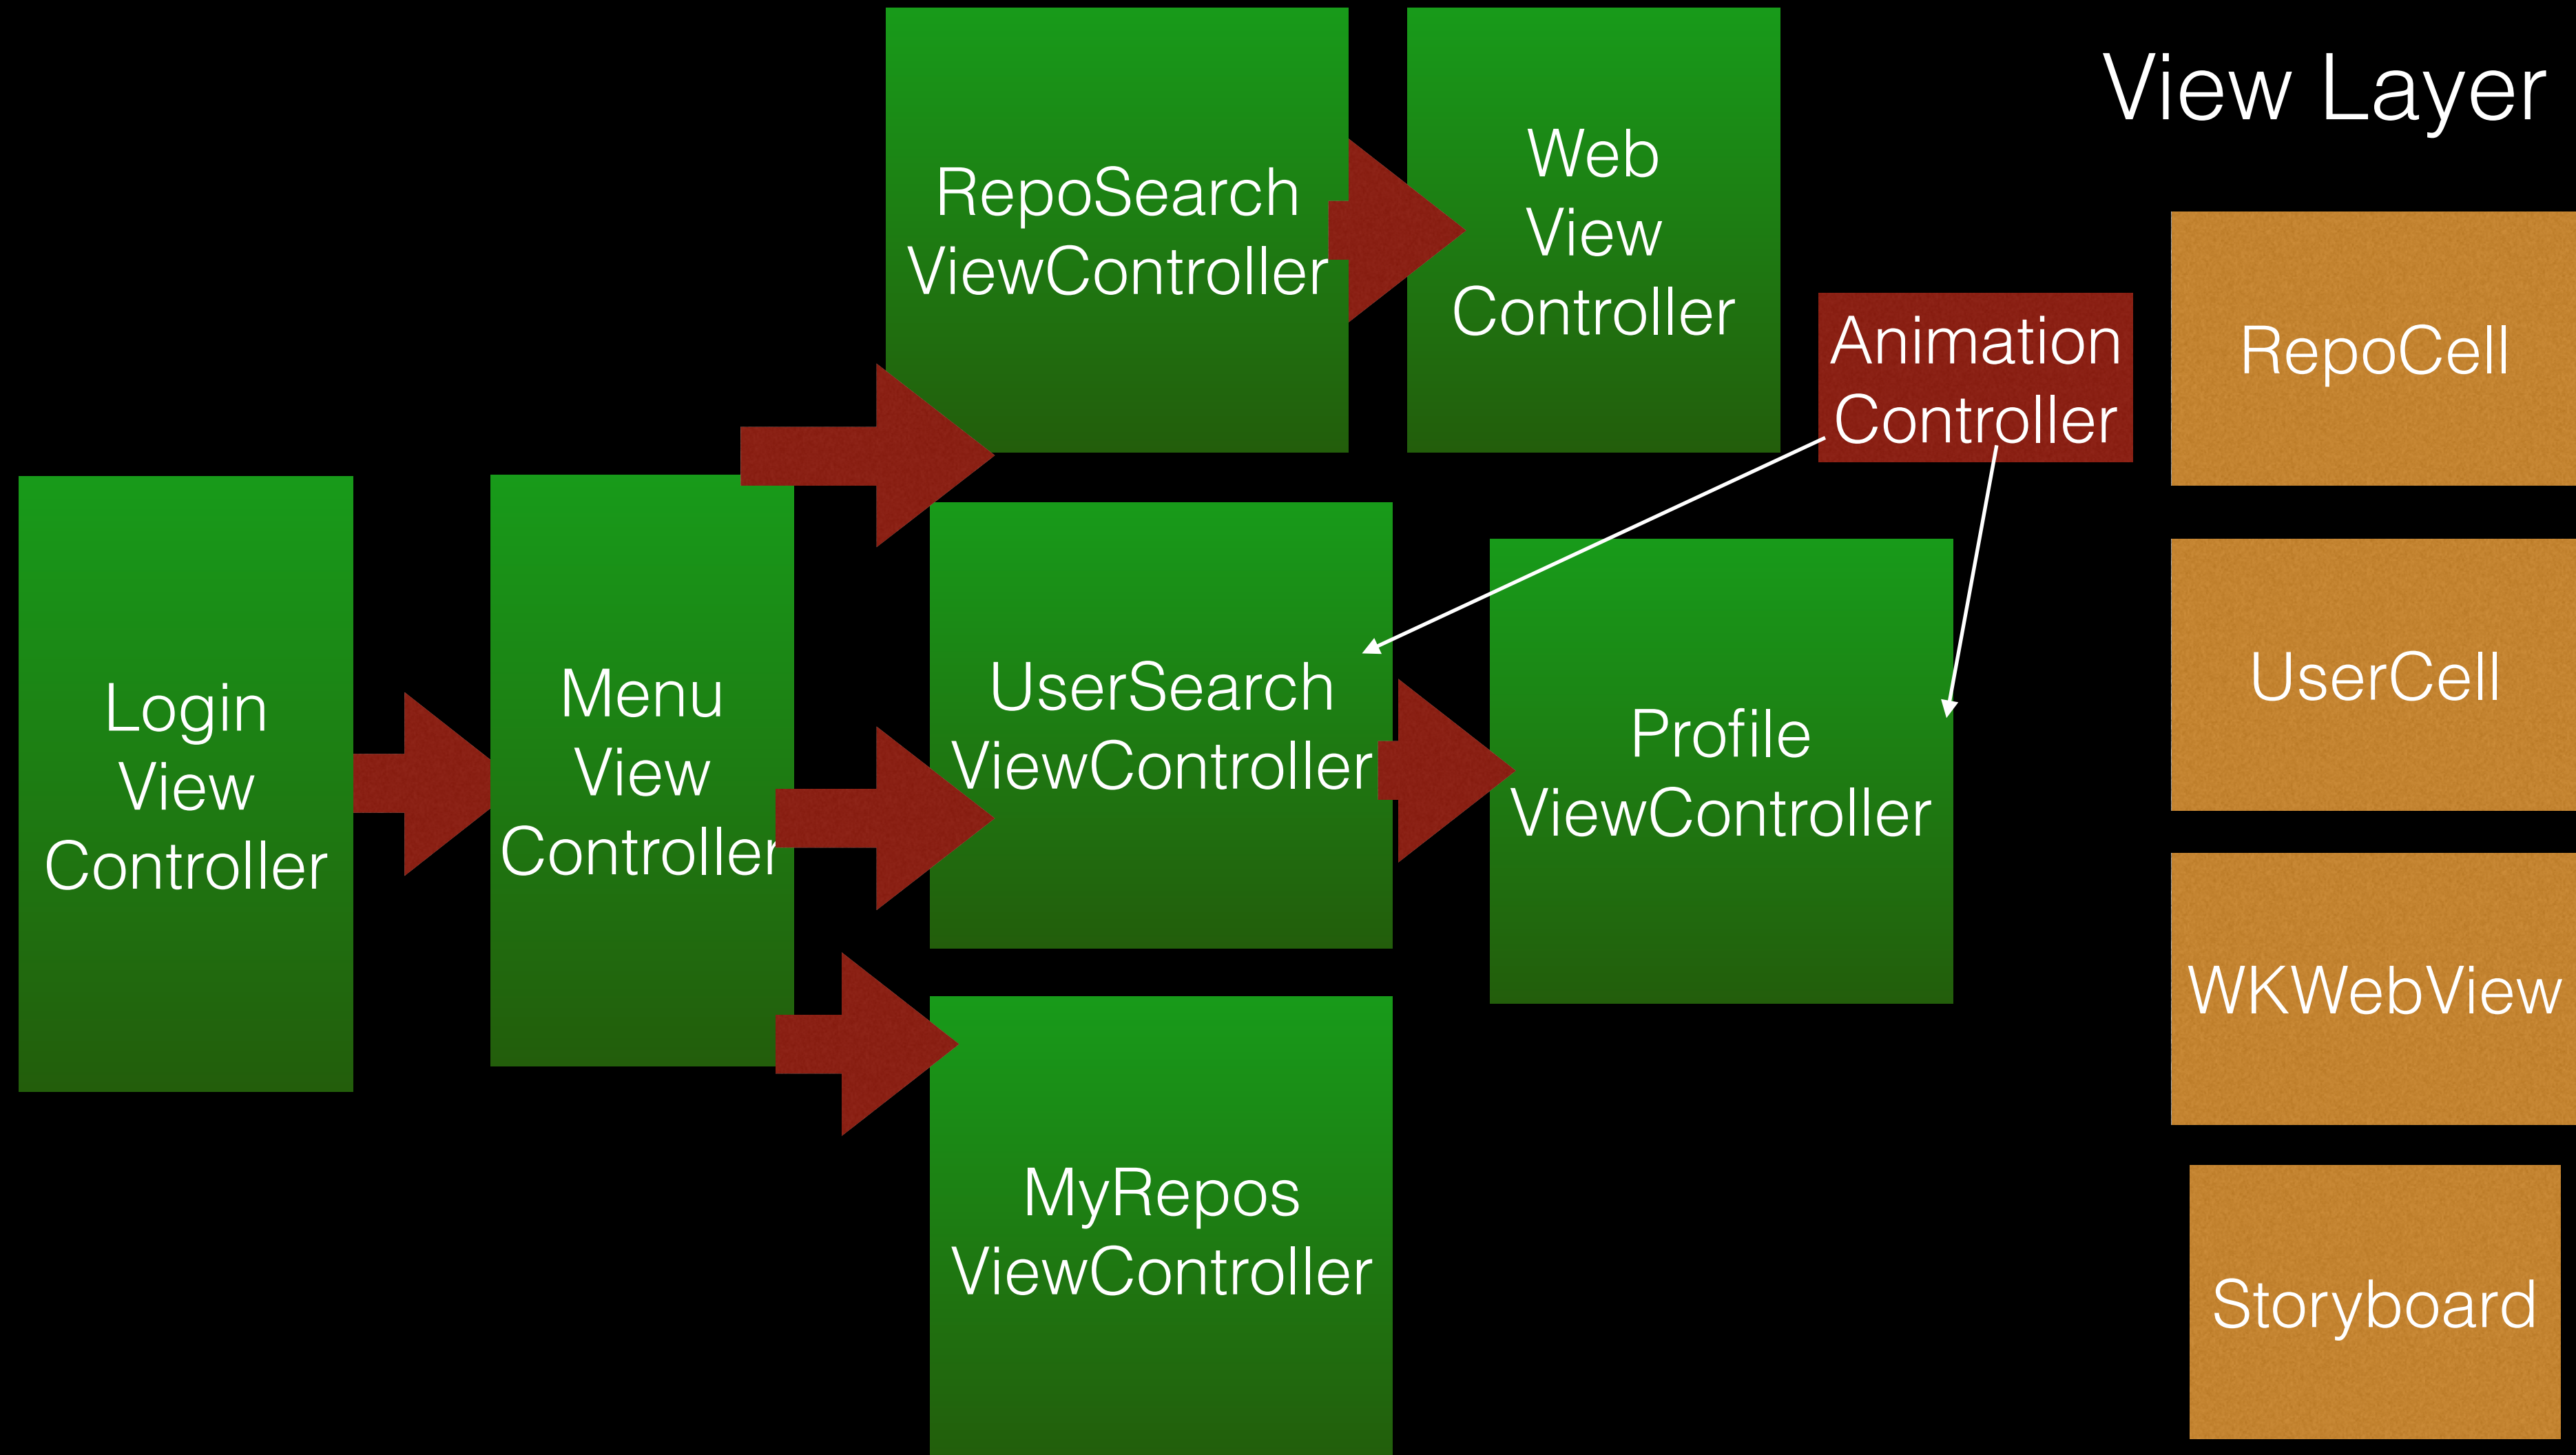 View Layer
RepoSearch
ViewController
Web
View
Controller
Animation
Controller
RepoCell
Login
View
Controller
Menu
View
Controller
UserSearch
ViewController
Profile
ViewController
UserCell
WKWebView
MyRepos
ViewController
Storyboard